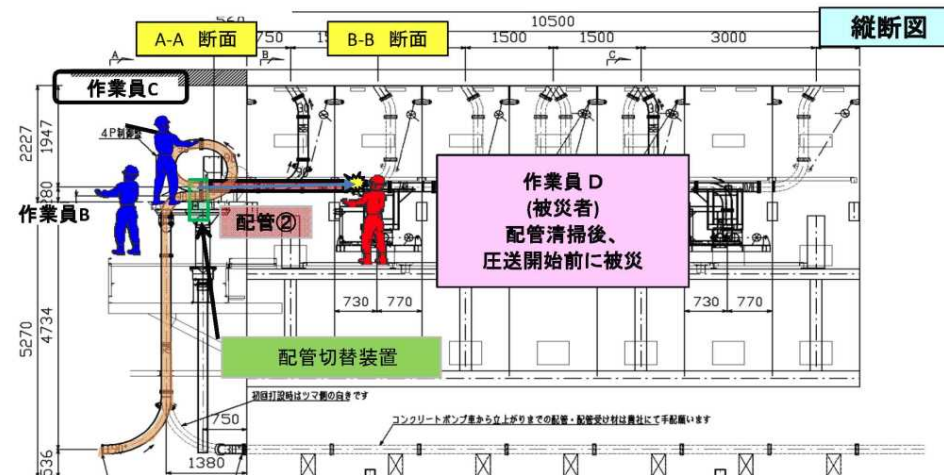 560
10500
縦断図
A-A 断面
750
B-B 断面
1500
1500
3000
A
B
C
作業員C
4P制御盤
2227
1947
280
作業員B
配管②
作業員 D
(被災者)
配管清掃後、
圧送開始前に被災
730
770
730
770
5270
4734
配管切替装置
初回打設時はツマ側の向きです
750
コンクリートポンプ車から立上がりまでの配管・配管受け材は貴社にて手配願います
536
1380